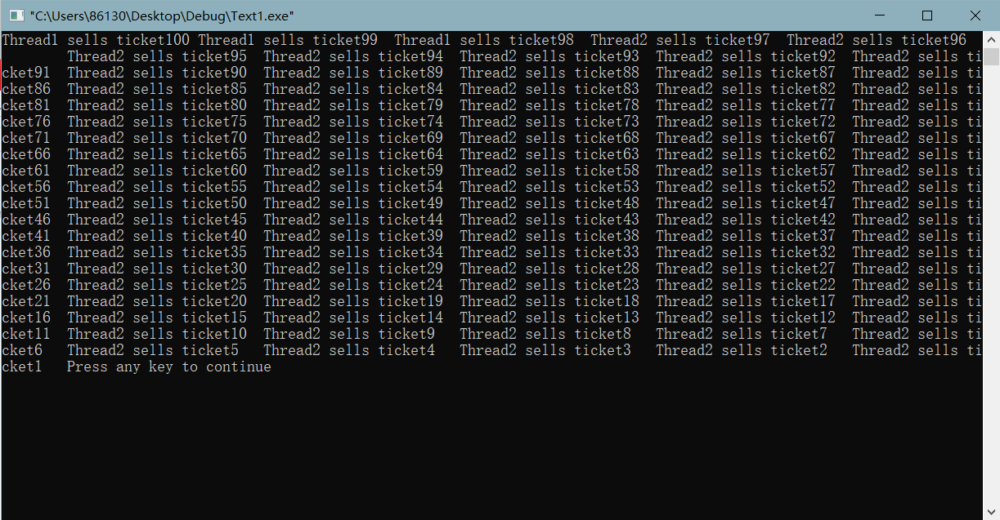 "C:\Users\86130\Desktop\Debug\Text1.exe"
Thread1 sells ticket100 Thread1 sells ticket99  Thread1 sells ticket98  Thread2 sells ticket97  Thread2 sells ticket96
        Thread2 sells ticket95  Thread2 sells ticket94  Thread2 sells ticket93  Thread2 sells ticket92  Thread2 sells ti
cket91  Thread2 sells ticket90  Thread2 sells ticket89  Thread2 sells ticket88  Thread2 sells ticket87  Thread2 sells ti
cket86  Thread2 sells ticket85  Thread2 sells ticket84  Thread2 sells ticket83  Thread2 sells ticket82  Thread2 sells ti
cket81  Thread2 sells ticket80  Thread2 sells ticket79  Thread2 sells ticket78  Thread2 sells ticket77  Thread2 sells ti
cket76  Thread2 sells ticket75  Thread2 sells ticket74  Thread2 sells ticket73  Thread2 sells ticket72  Thread2 sells ti
cket71  Thread2 sells ticket70  Thread2 sells ticket69  Thread2 sells ticket68  Thread2 sells ticket67  Thread2 sells ti
cket66  Thread2 sells ticket65  Thread2 sells ticket64  Thread2 sells ticket63  Thread2 sells ticket62  Thread2 sells ti
cket61  Thread2 sells ticket60  Thread2 sells ticket59  Thread2 sells ticket58  Thread2 sells ticket57  Thread2 sells ti
cket56  Thread2 sells ticket55  Thread2 sells ticket54  Thread2 sells ticket53  Thread2 sells ticket52  Thread2 sells ti
cket51  Thread2 sells ticket50  Thread2 sells ticket49  Thread2 sells ticket48  Thread2 sells ticket47  Thread2 sells ti
cket46  Thread2 sells ticket45  Thread2 sells ticket44  Thread2 sells ticket43  Thread2 sells ticket42  Thread2 sells ti
cket41  Thread2 sells ticket40  Thread2 sells ticket39  Thread2 sells ticket38  Thread2 sells ticket37  Thread2 sells ti
cket36  Thread2 sells ticket35  Thread2 sells ticket34  Thread2 sells ticket33  Thread2 sells ticket32  Thread2 sells ti
cket31  Thread2 sells ticket30  Thread2 sells ticket29  Thread2 sells ticket28  Thread2 sells ticket27  Thread2 sells ti
cket26  Thread2 sells ticket25  Thread2 sells ticket24  Thread2 sells ticket23  Thread2 sells ticket22  Thread2 sells ti
cket21  Thread2 sells ticket20  Thread2 sells ticket19  Thread2 sells ticket18  Thread2 sells ticket17  Thread2 sells ti
cket16  Thread2 sells ticket15  Thread2 sells ticket14  Thread2 sells ticket13  Thread2 sells ticket12  Thread2 sells ti
cket11  Thread2 sells ticket10  Thread2 sells ticket9   Thread2 sells ticket8   Thread2 sells ticket7   Thread2 sells ti
cket6   Thread2 sells ticket5   Thread2 sells ticket4   Thread2 sells ticket3   Thread2 sells ticket2   Thread2 sells ti
cket1   Press any key to continue